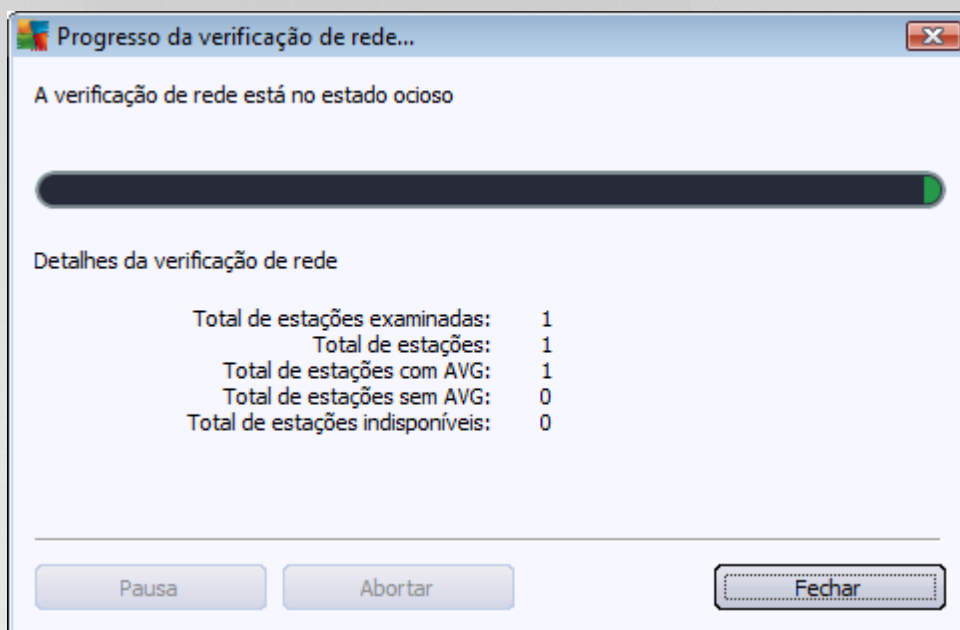 Progresso da verificação de rede...
A verificação de rede está no estado ocioso
Detalhes da verificação de rede
Total de estações examinadas: 1
Total de estações: 1
Total de estações com AVG: 1
Total de estações sem AVG: 0
Total de estações indisponíveis: 0
Pausa Abortar Fechar